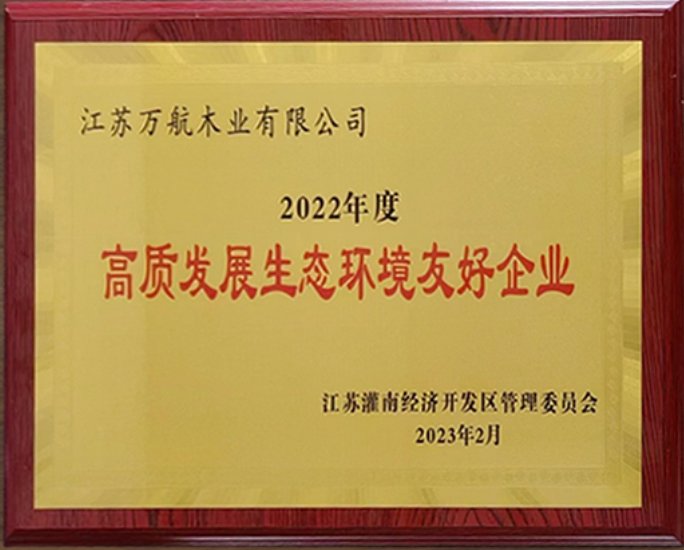 江苏万航木业有限公司
2022年度
高质发展生态环境友好企业
江苏灌南经济开发区管理委员会
2023年2月